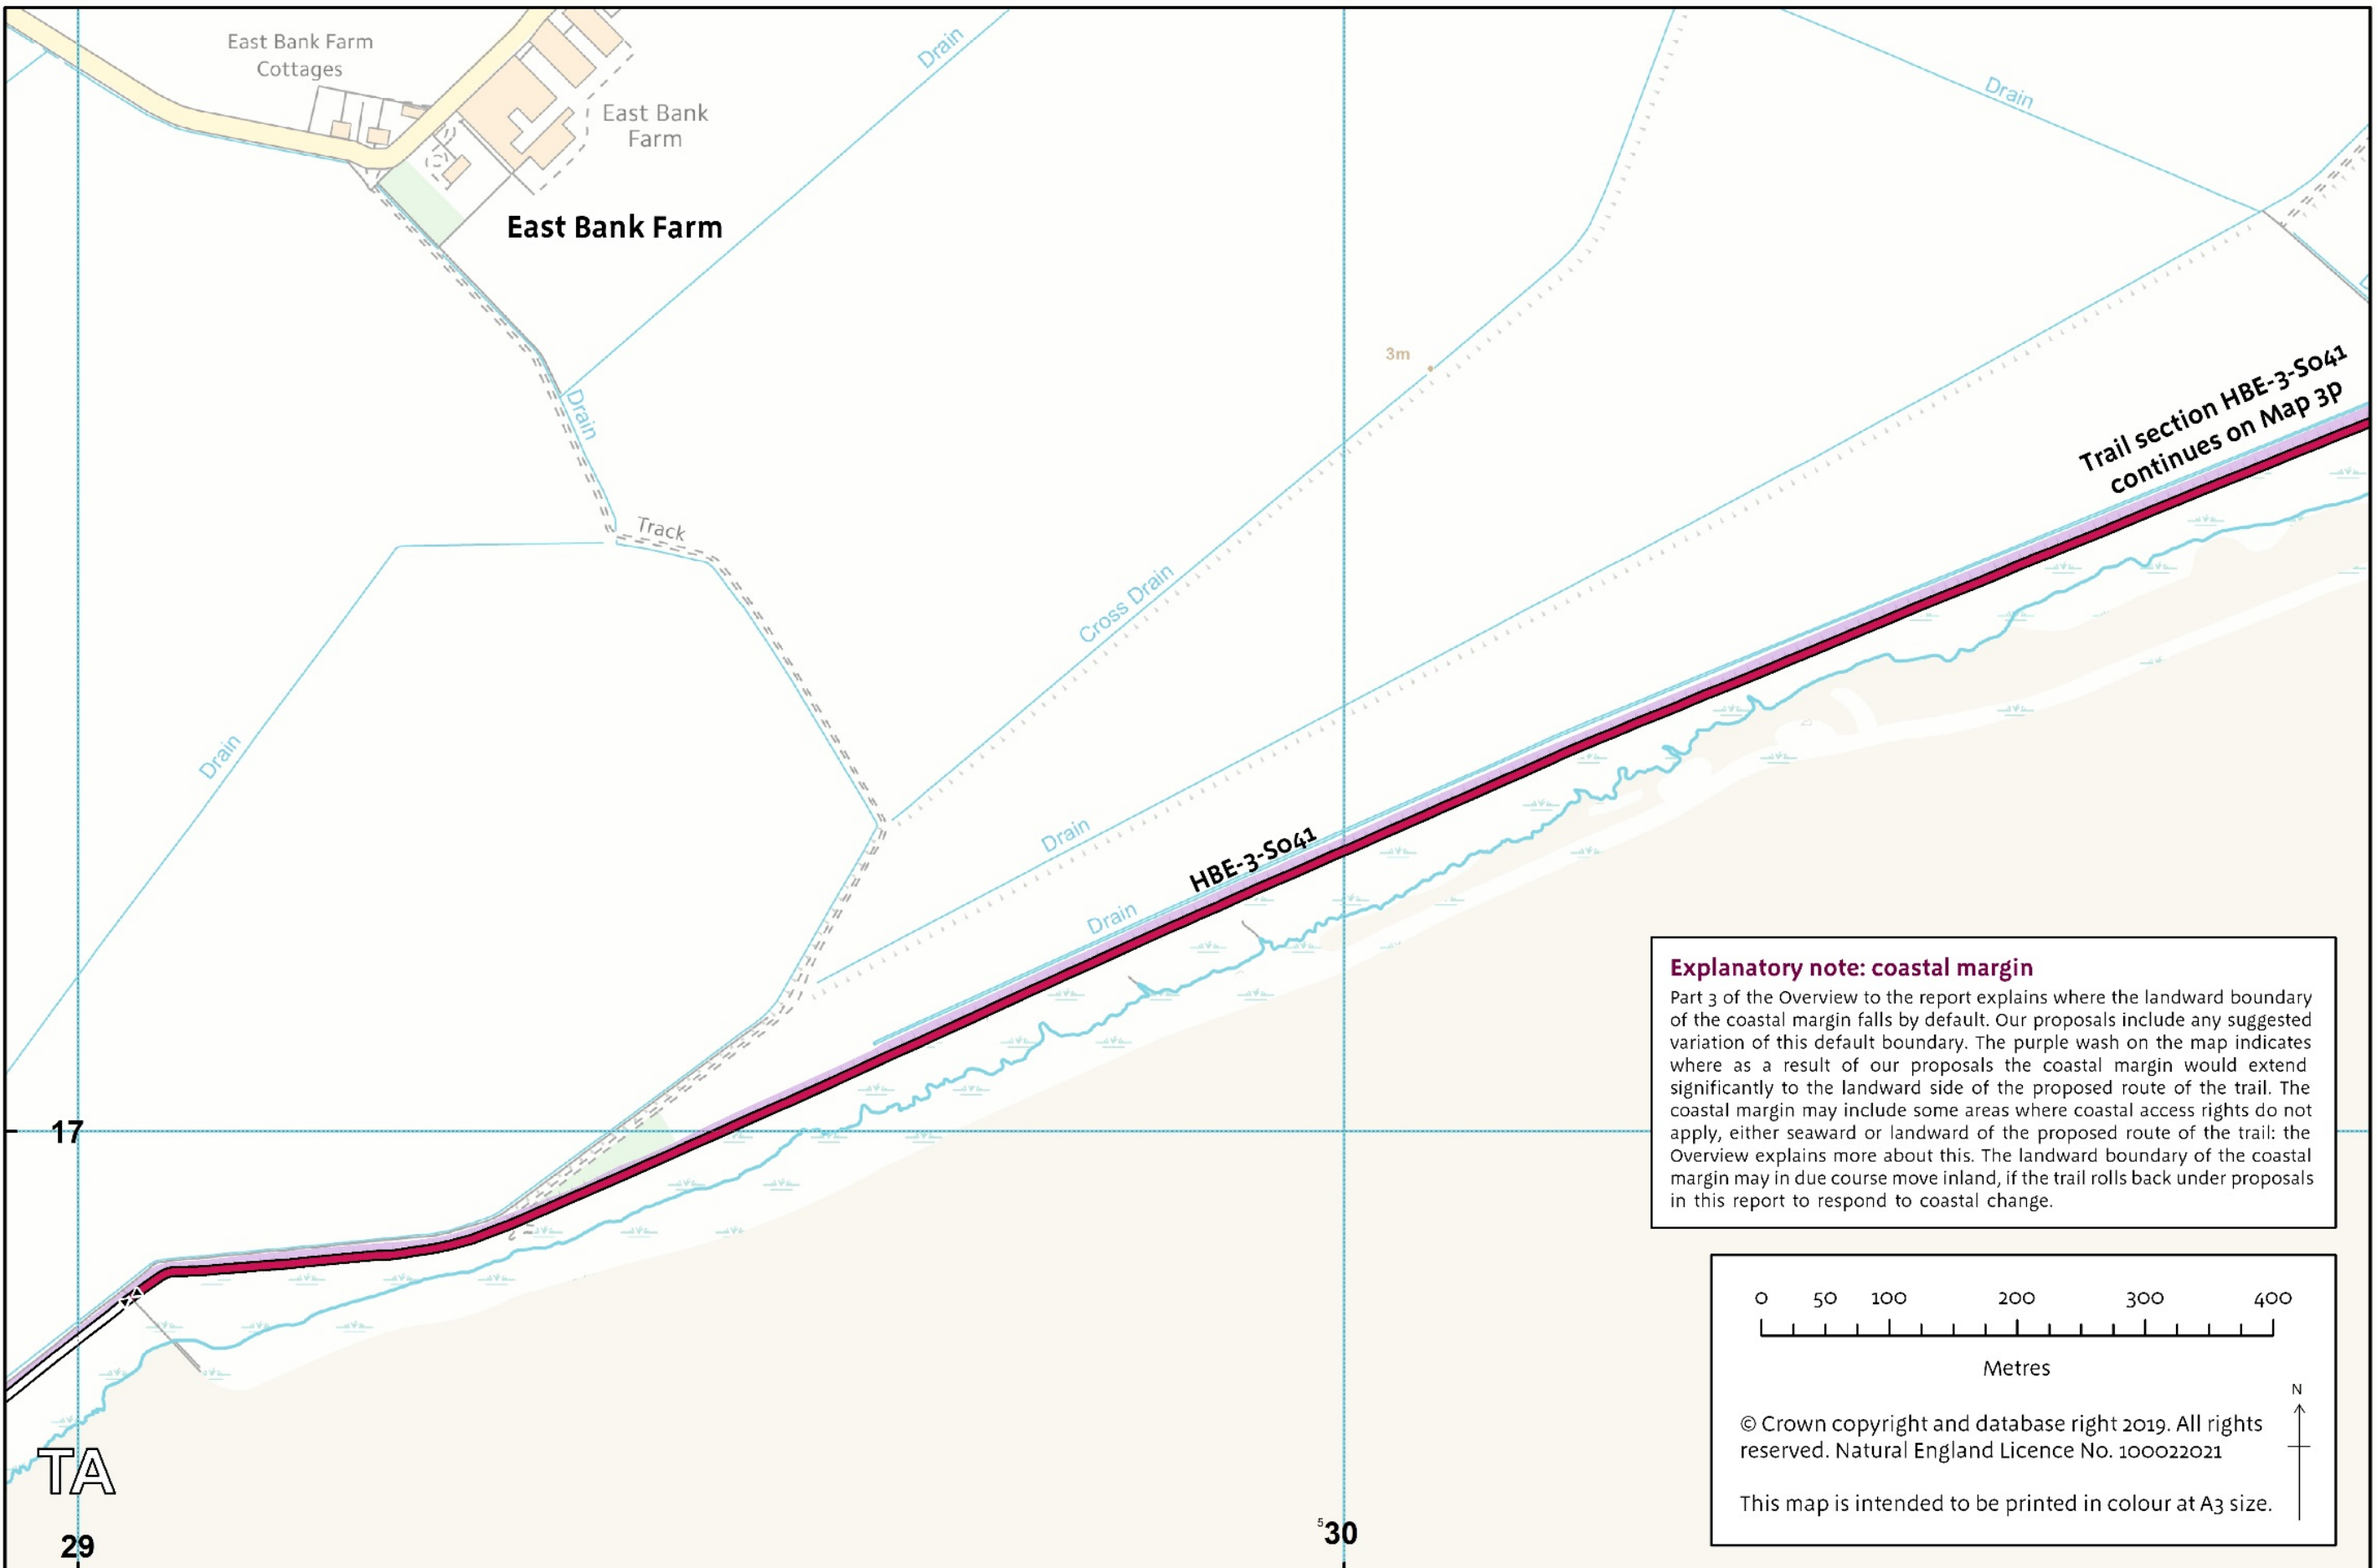 East Bank Farm
Cottages
East Bank
Farm
East Bank Farm
Drain
Drain
Drain
3m
Trail section HBE-3-S041
continues on Map 3p
Track
Cross Drain
Drain
Drain
HBE-3-S041
Drain
Explanatory note: coastal margin
Part 3 of the Overview to the report explains where the landward boundary
of the coastal margin falls by default. Our proposals include any suggested
variation of this default boundary. The purple wash on the map indicates
where as a result of our proposals the coastal margin would extend
significantly to the landward side of the proposed route of the trail. The
coastal margin may include some areas where coastal access rights do not
apply, either seaward or landward of the proposed route of the trail: the
Overview explains more about this. The landward boundary of the coastal
margin may in due course move inland, if the trail rolls back under proposals
in this report to respond to coastal change.
17
0 50 100 200 300 400
Metres
N
© Crown copyright and database right 2019. All rights
reserved. Natural England Licence No. 100022021
This map is intended to be printed in colour at A3 size.
TA
29
530